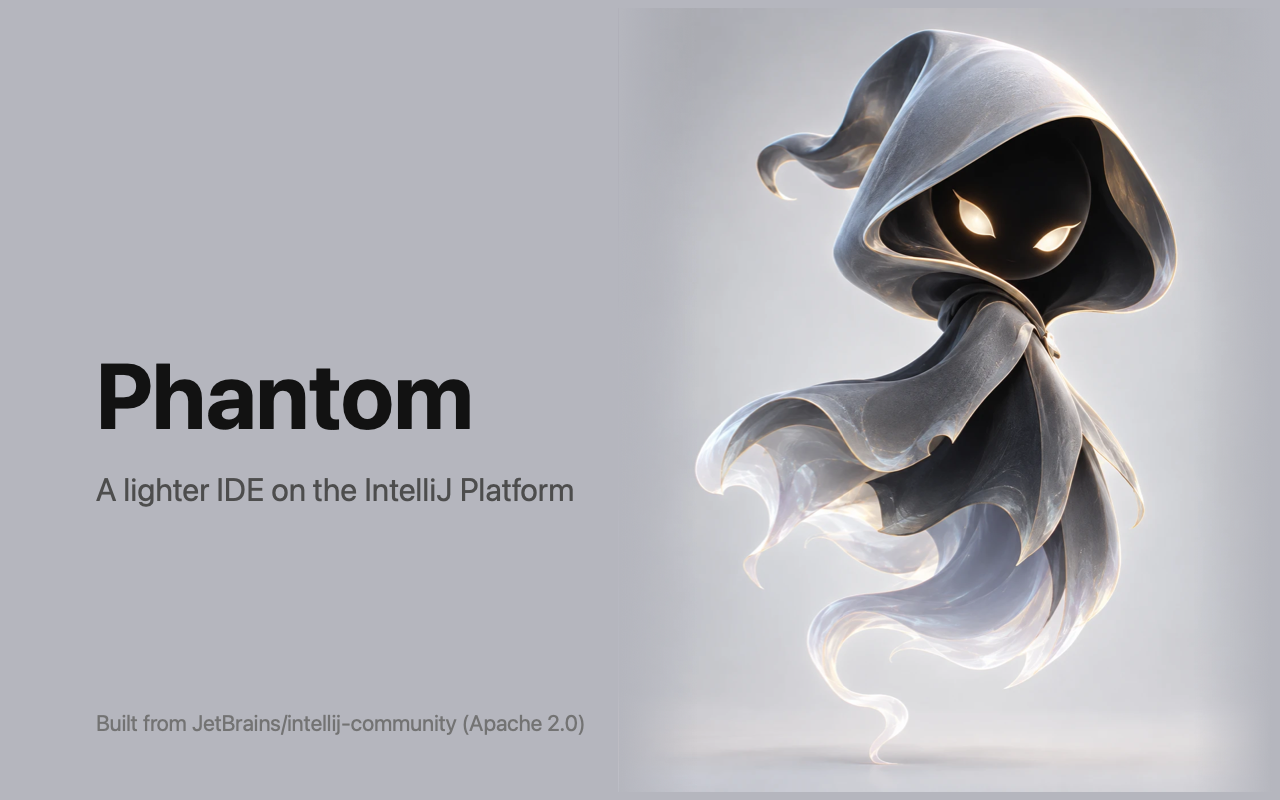 Phantom
A lighter IDE on the IntelliJ Platform
Built from JetBrains/intellij-community (Apache 2.0)